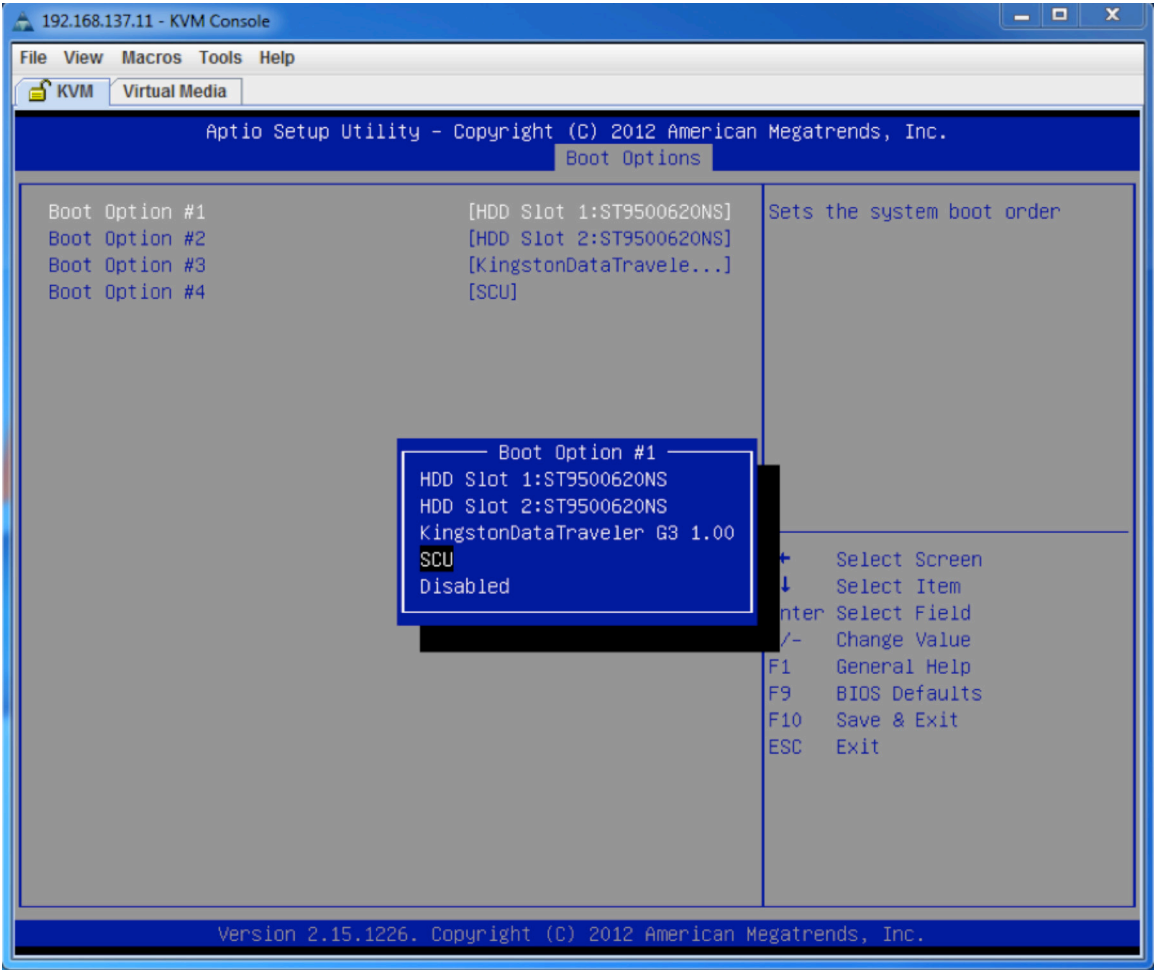 192.168.137.11 - KVM Console
File View Macros Tools Help
KVM Virtual Media
Aptio Setup Utility – Copyright (C) 2012 American Megatrends, Inc.
Boot Options
Boot Option #1 [HDD Slot 1:ST9500620NS]
Boot Option #2 [HDD Slot 2:ST9500620NS]
Boot Option #3 [KingstonDataTravele...]
Boot Option #4 [SCU]
Sets the system boot order
Boot Option #1
HDD Slot 1:ST9500620NS
HDD Slot 2:ST9500620NS
KingstonDataTraveler G3 1.00
SCU
Disabled
Select Screen
Select Item
nter Select Field
/- Change Value
F1 General Help
F9 BIOS Defaults
F10 Save & Exit
ESC Exit
Version 2.15.1226. Copyright (C) 2012 American Megatrends, Inc.